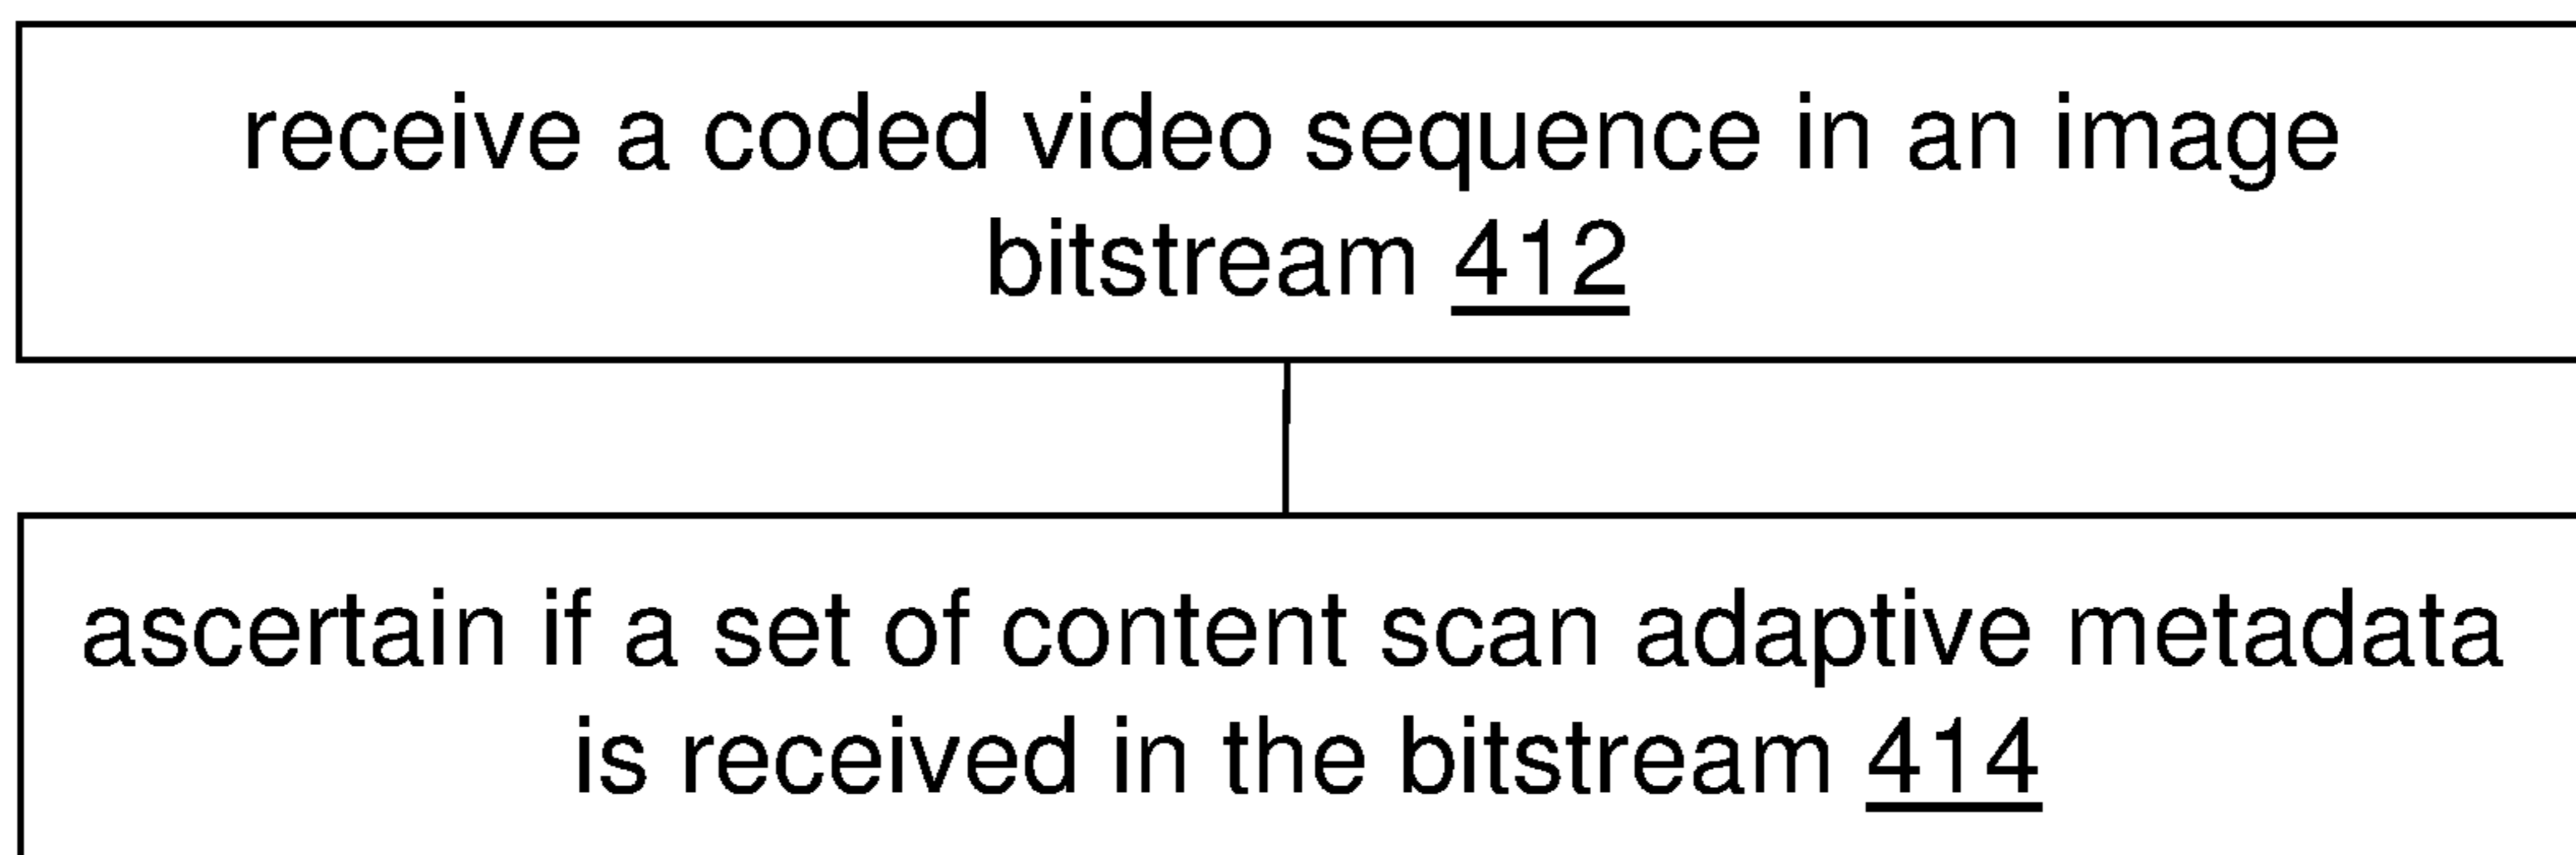 receive a coded video sequence in an image
bitstream 412
ascertain if a set of content scan adaptive metadata
is received in the bitstream 414